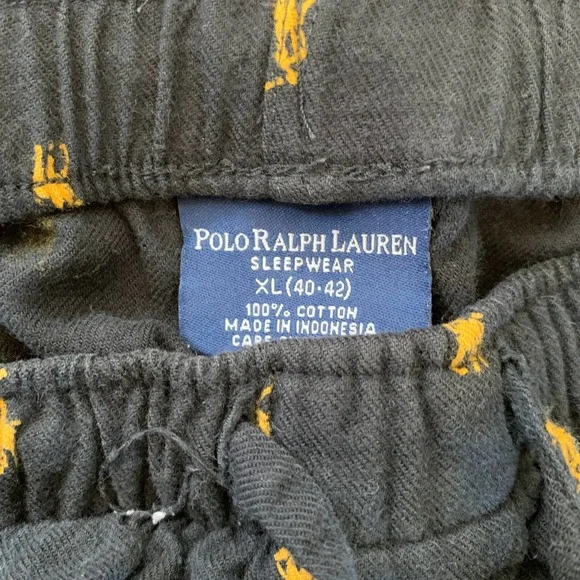 POLO RALPH LAUREN
SLEEPWEAR
XL (40-42)
100% COTTON
MADE IN INDONESIA